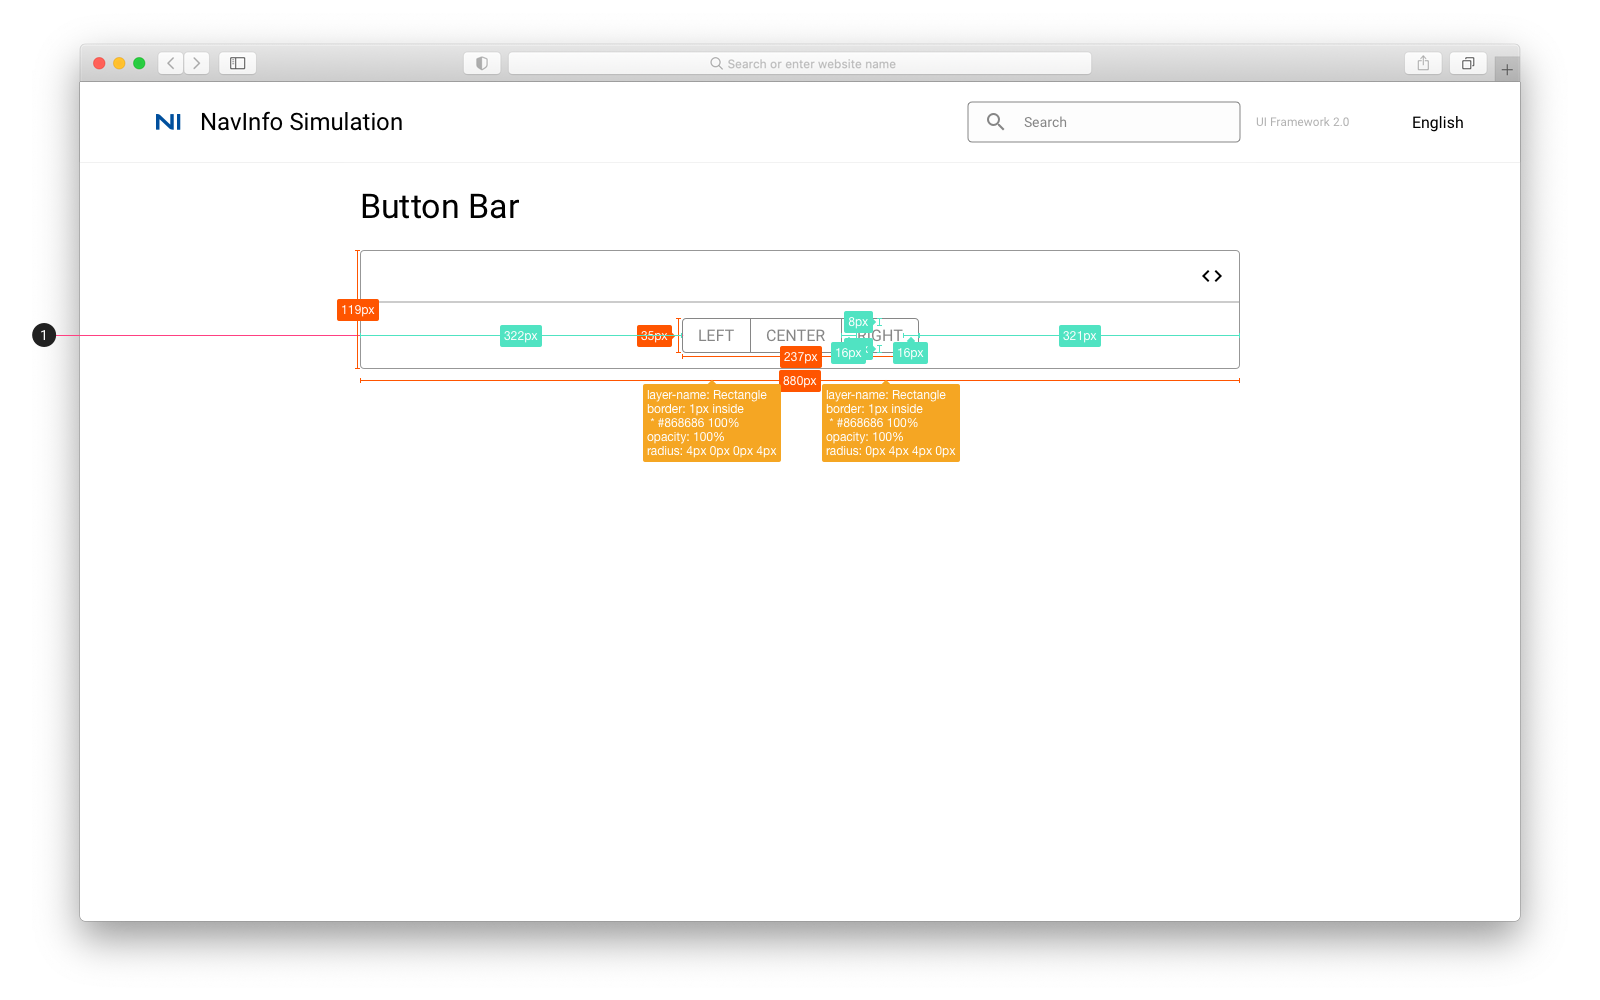 Search or enter website name
NI NavInfo Simulation
Search
UI Framework 2.0
English
Button Bar
119px
1
322px
35px
LEFT
CENTER
RIGHT
8px
321px
16px
16px
237px
880px
layer-name: Rectangle
border: 1px inside
* #868686 100%
opacity: 100%
radius: 4px 0px 0px 4px
layer-name: Rectangle
border: 1px inside
* #868686 100%
opacity: 100%
radius: 0px 4px 4px 0px